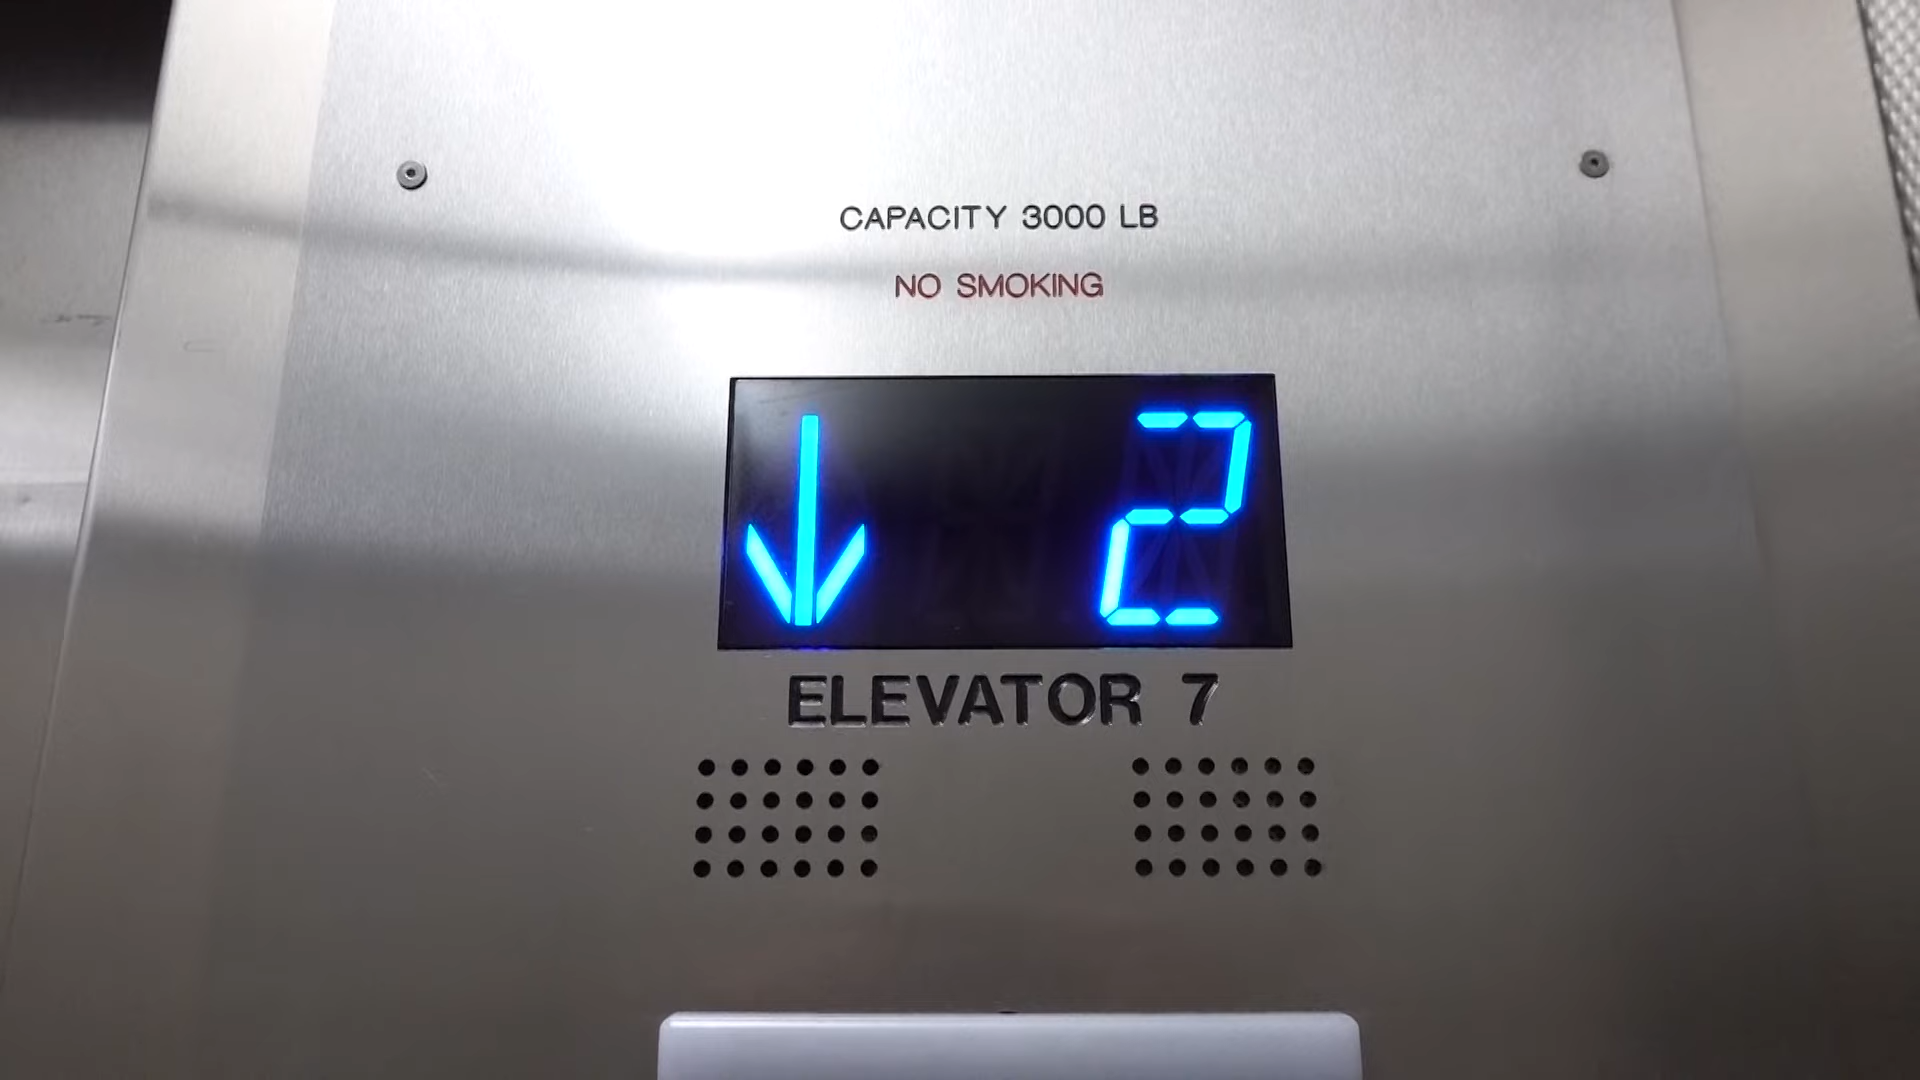 CAPACITY 3000 LB
NO SMOKING
↓ 2
ELEVATOR 7